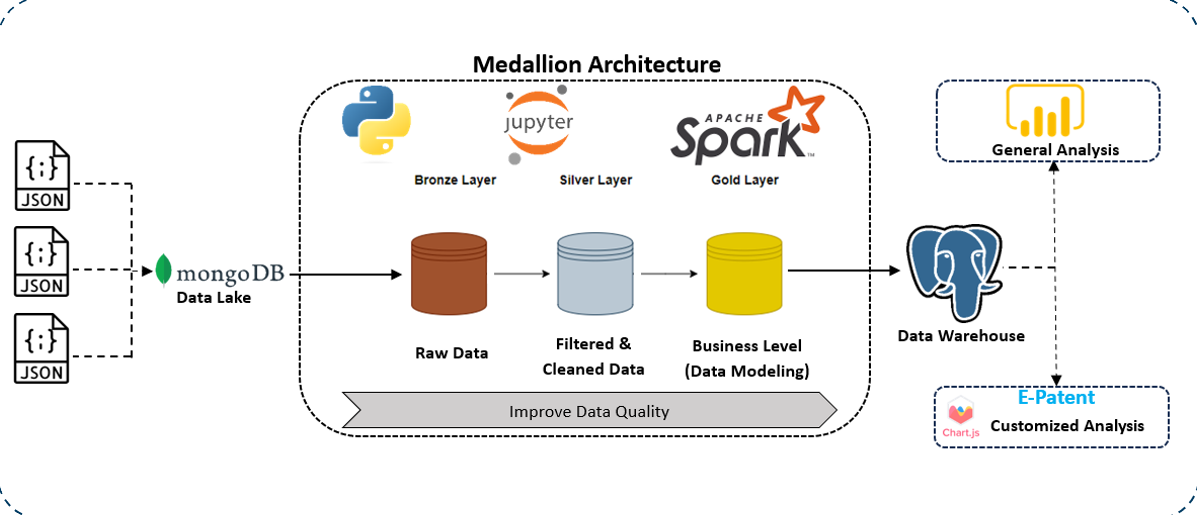 Medallion Architecture
jupyter
APACHE
Spark™
General Analysis
Bronze Layer
Silver Layer
Gold Layer
{:}
JSON
{:}
JSON
{:}
JSON
mongoDB
Data Lake
Raw Data
Filtered &
Cleaned Data
Business Level
(Data Modeling)
Improve Data Quality
Data Warehouse
E-Patent
Chart.js
Customized Analysis